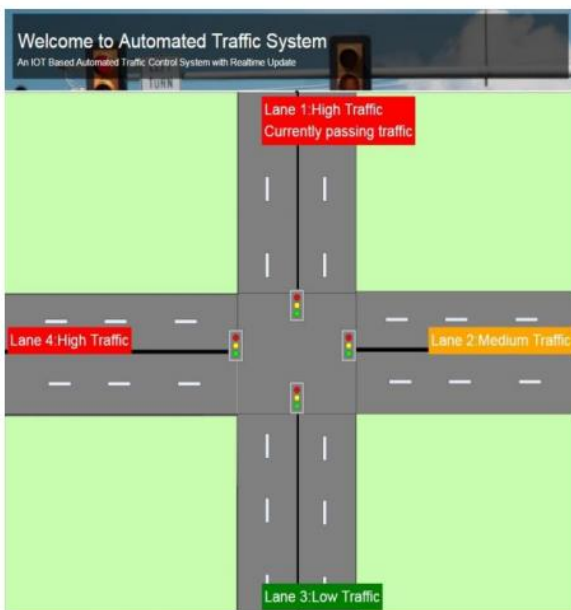 Welcome to Automated Traffic System
An IOT Based Automated Traffic Control System with Realtime Update
TURN
Lane 1:High Traffic
Currently passing traffic
Lane 4:High Traffic
Lane 2:Medium Traffic
Lane 3:Low Traffic